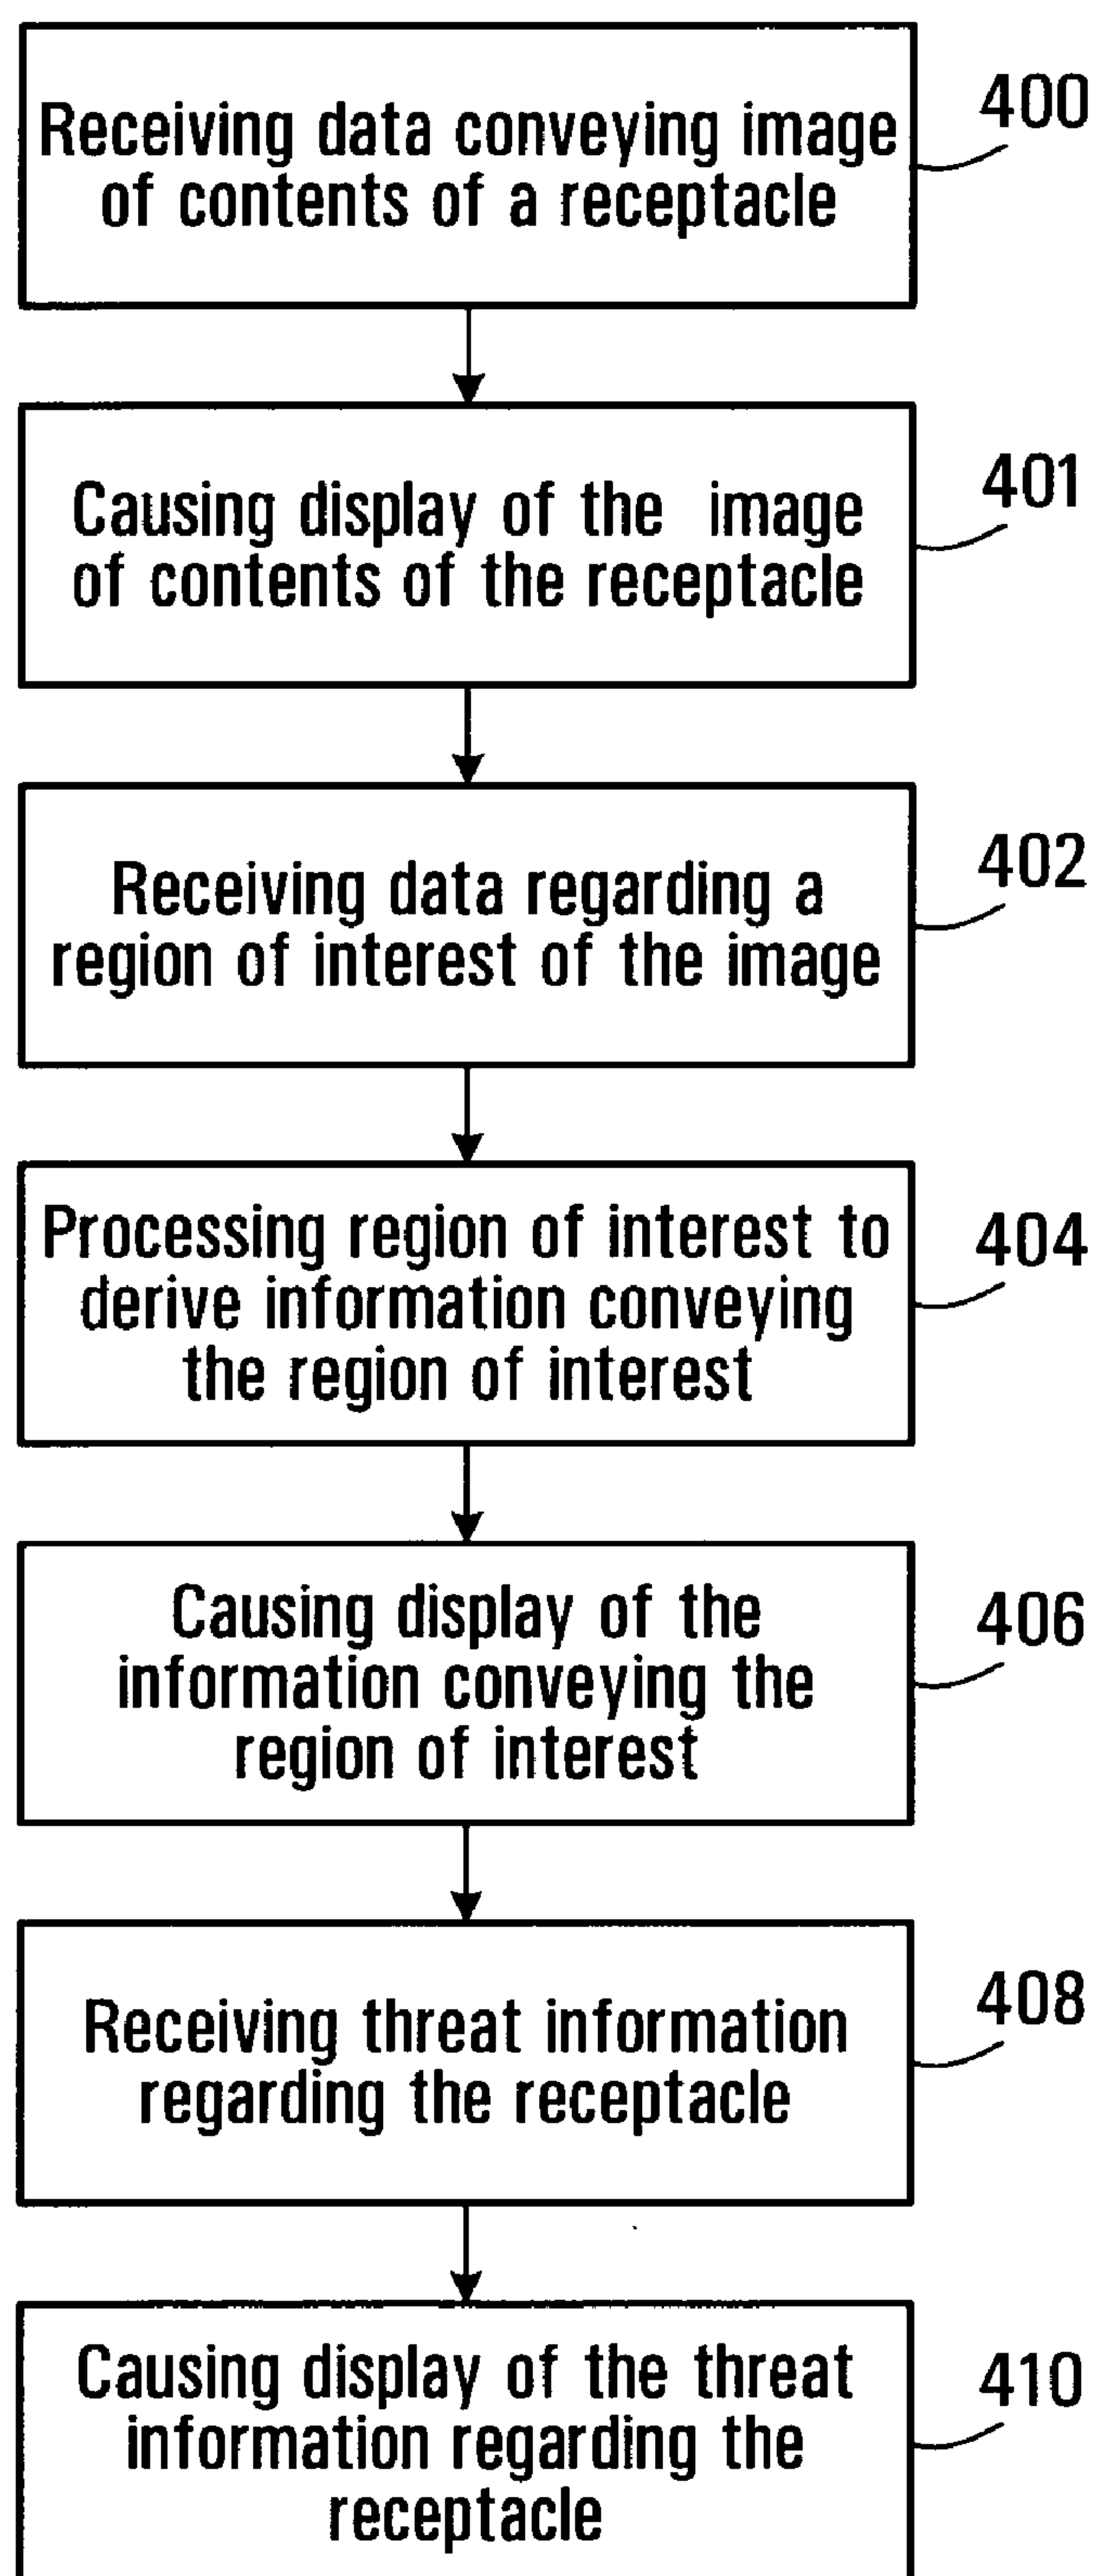 Receiving data conveying image
of contents of a receptacle
400
Causing display of the image
of contents of the receptacle
401
Receiving data regarding a
region of interest of the image
402
Processing region of interest to
derive information conveying
the region of interest
404
Causing display of the
information conveying the
region of interest
406
Receiving threat information
regarding the receptacle
408
Causing display of the threat
information regarding the
receptacle
410